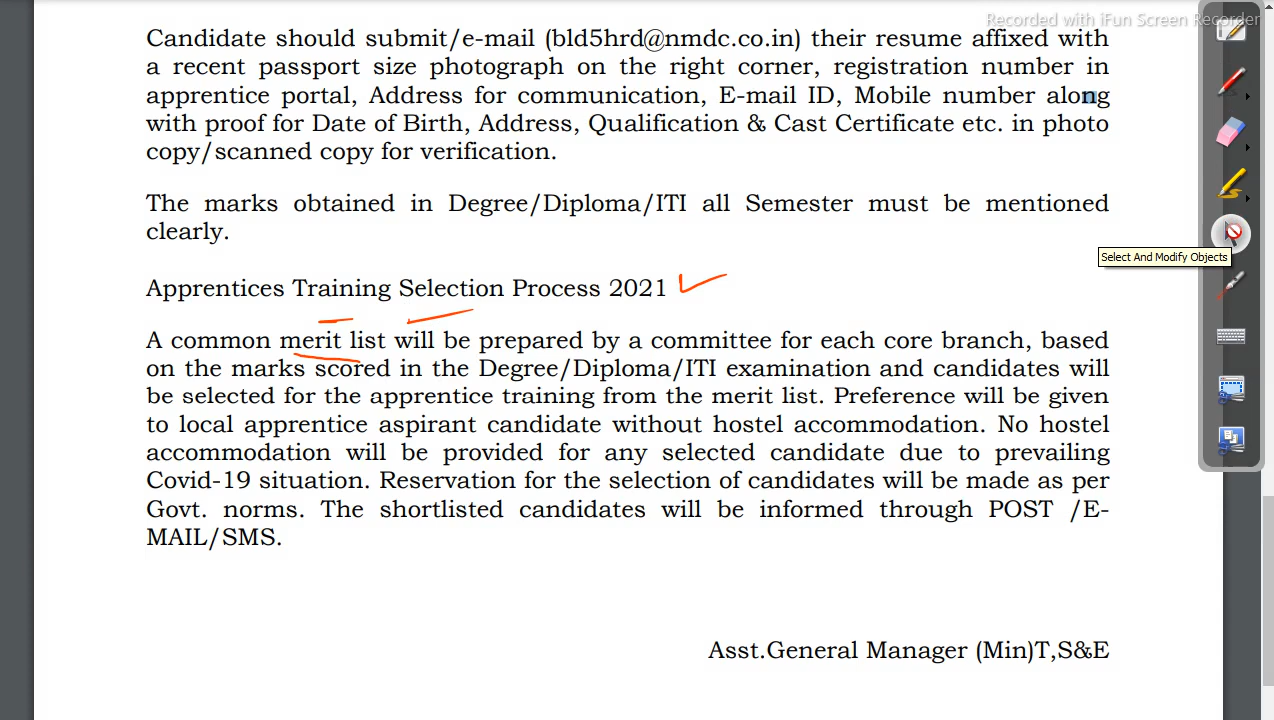 Recorded with iFun Screen Recorder
Candidate should submit/e-mail (bld5hrd@nmdc.co.in) their resume affixed with
a recent passport size photograph on the right corner, registration number in
apprentice portal, Address for communication, E-mail ID, Mobile number along
with proof for Date of Birth, Address, Qualification & Cast Certificate etc. in photo
copy/scanned copy for verification.
The marks obtained in Degree/Diploma/ITI all Semester must be mentioned
clearly.
Select And Modify Objects
Apprentices Training Selection Process 2021
A common merit list will be prepared by a committee for each core branch, based
on the marks scored in the Degree/Diploma/ITI examination and candidates will
be selected for the apprentice training from the merit list. Preference will be given
to local apprentice aspirant candidate without hostel accommodation. No hostel
accommodation will be provided for any selected candidate due to prevailing
Covid-19 situation. Reservation for the selection of candidates will be made as per
Govt. norms. The shortlisted candidates will be informed through POST /E-
MAIL/SMS.
Asst.General Manager (Min)T,S&E